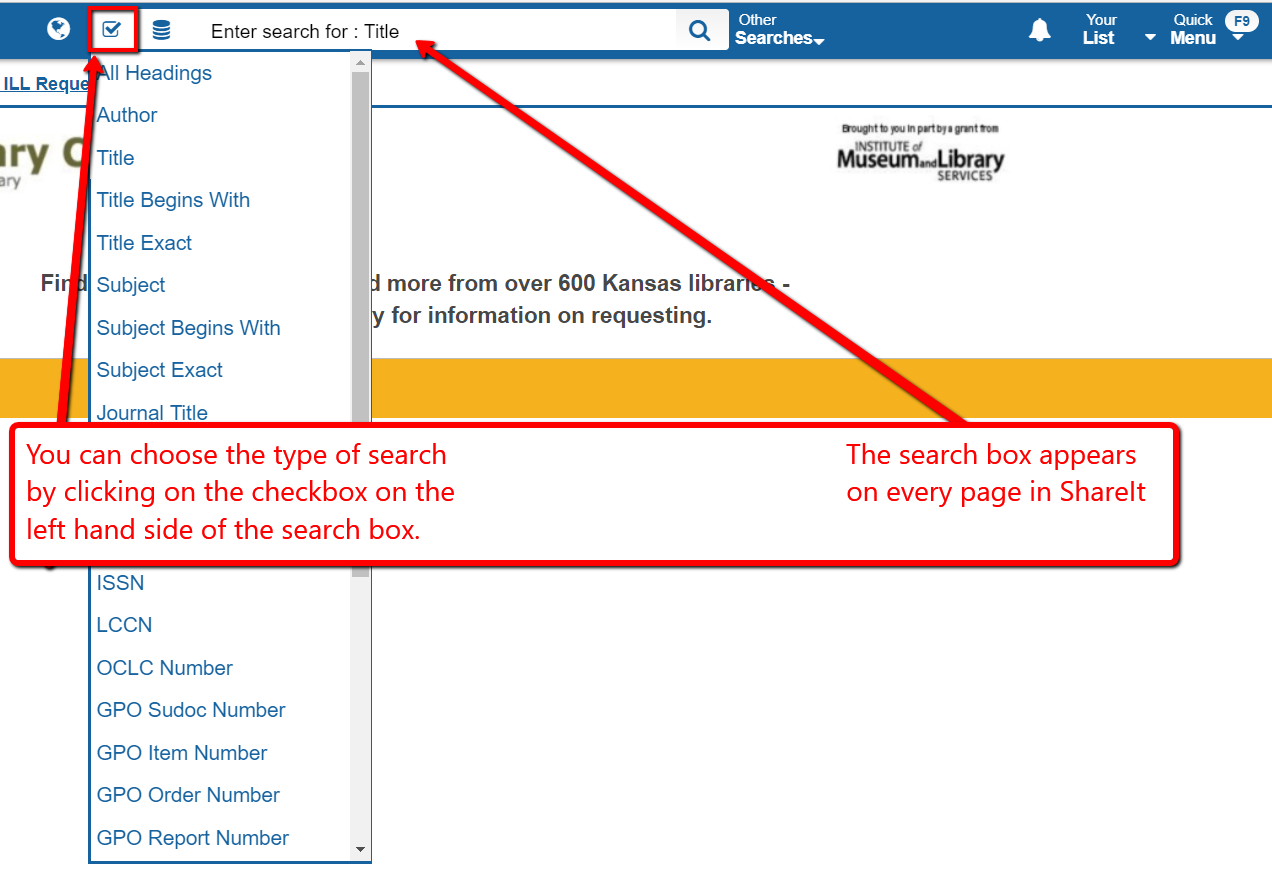 Enter search for : Title
Other
Searches
Your
List
Quick
Menu
F9
ILL Reque
All Headings
Author
Title
Title Begins With
Title Exact
Subject
Subject Begins With
Subject Exact
Journal Title
ary C
ary
Brought to you in part by a grant from
INSTITUTE of
Museum and Library
SERVICES
Find
d more from over 600 Kansas libraries -
y for information on requesting.
You can choose the type of search
by clicking on the checkbox on the
left hand side of the search box.
The search box appears
on every page in ShareIt
ISSN
LCCN
OCLC Number
GPO Sudoc Number
GPO Item Number
GPO Order Number
GPO Report Number